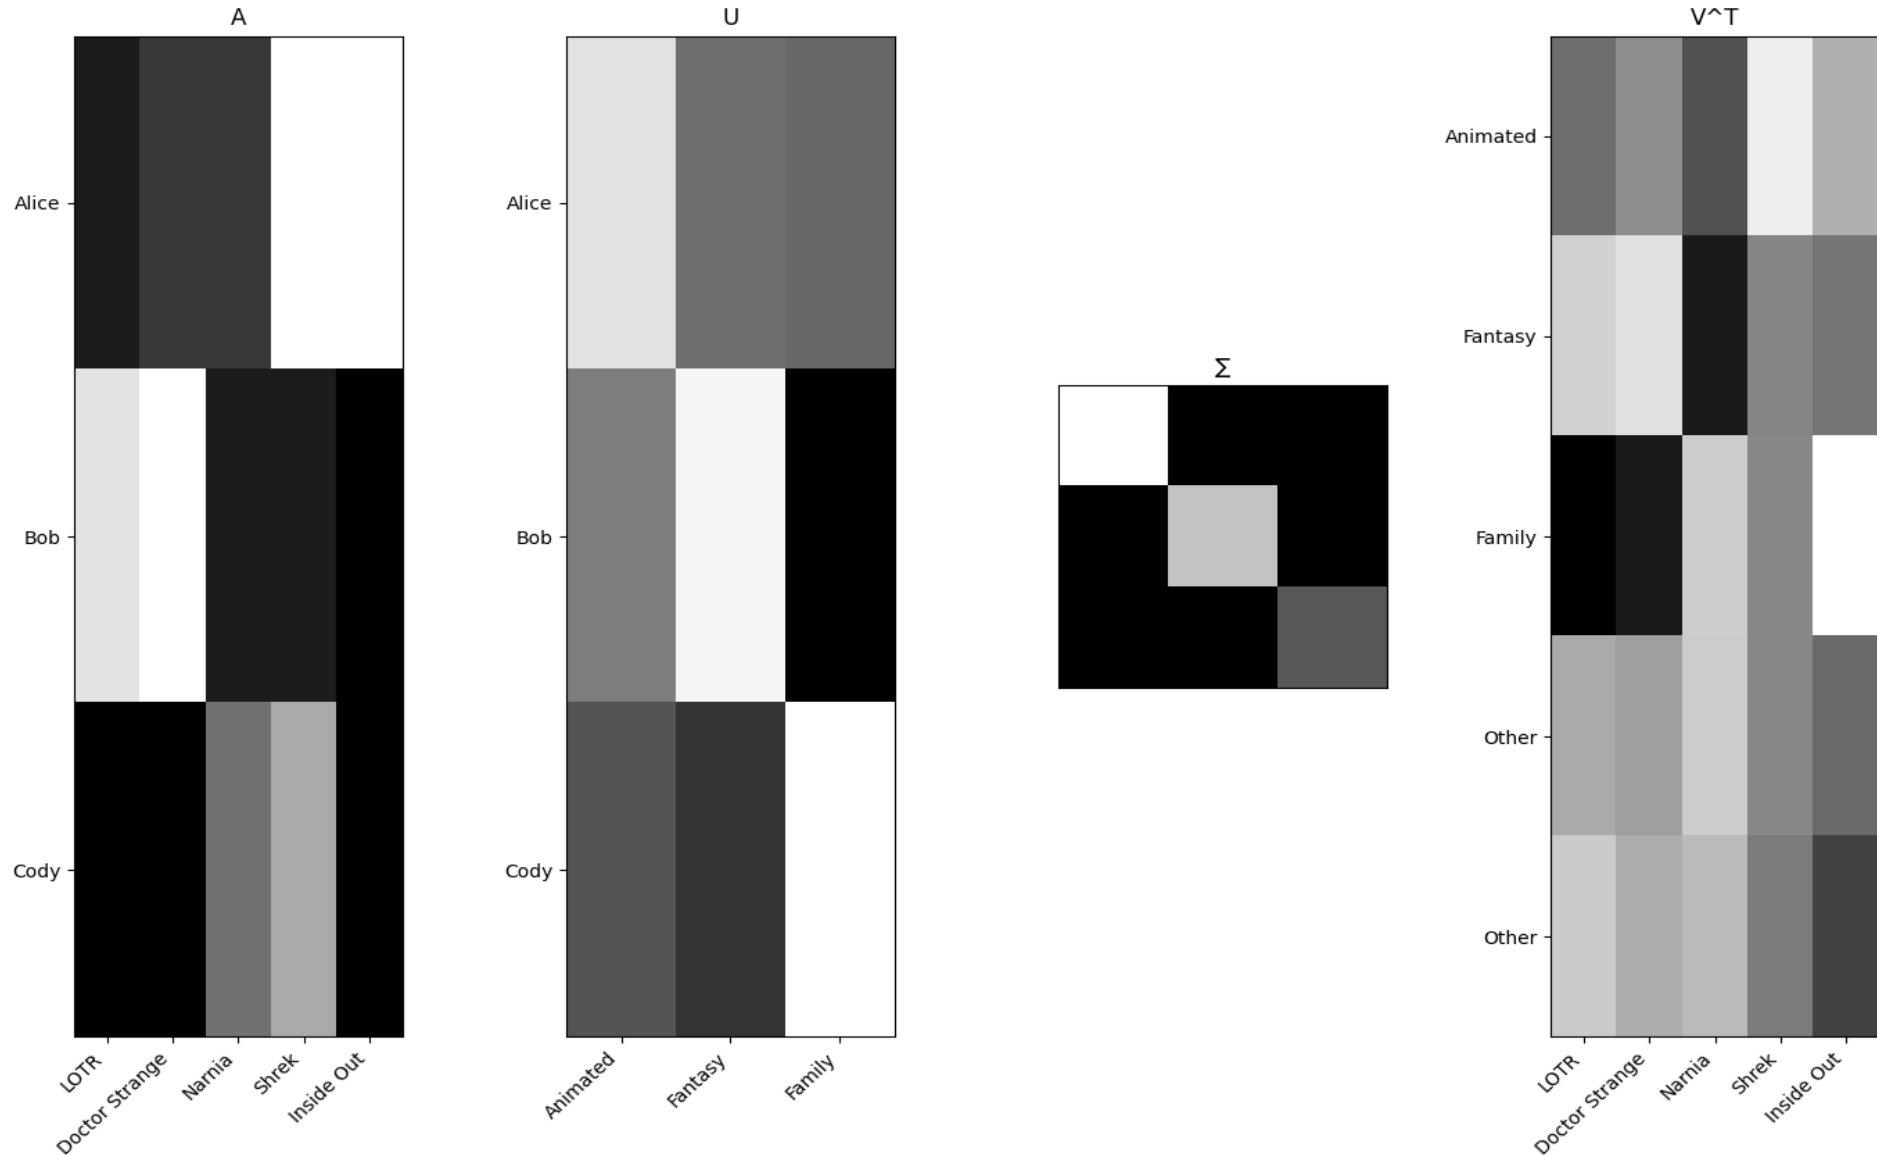 A
Alice
Bob
Cody
LOTR
Doctor Strange
Narnia
Shrek
Inside Out
U
Alice
Bob
Cody
Animated
Fantasy
Family
Σ
V^T
Animated
Fantasy
Family
Other
Other
LOTR
Doctor Strange
Narnia
Shrek
Inside Out